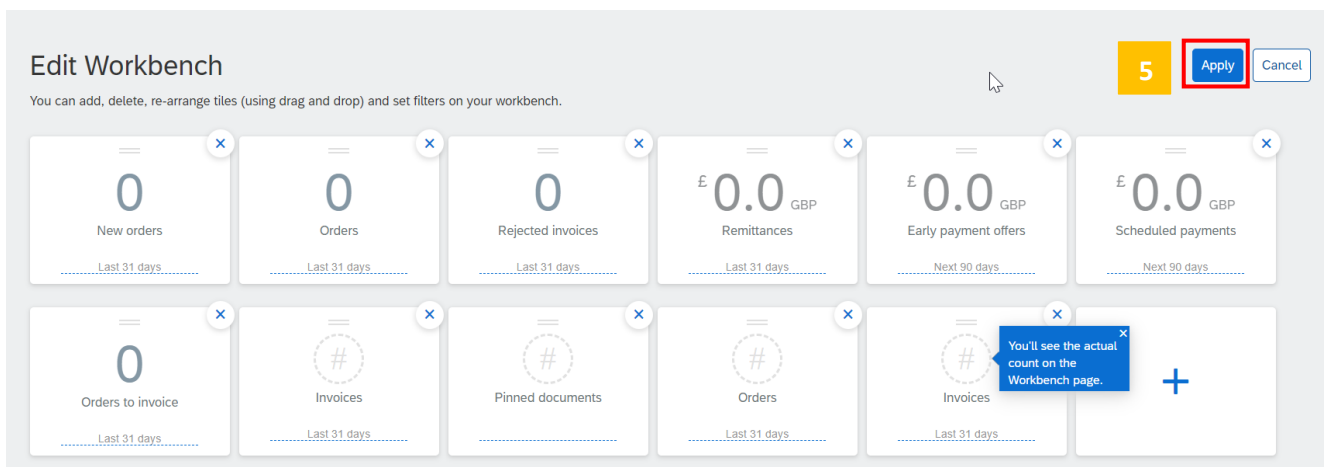 Edit Workbench
5
Apply
Cancel
You can add, delete, re-arrange tiles (using drag and drop) and set filters on your workbench.
0
New orders
Last 31 days
0
Orders
Last 31 days
0
Rejected invoices
Last 31 days
£ 0.0 GBP
Remittances
Last 31 days
£ 0.0 GBP
Early payment offers
Next 90 days
£ 0.0 GBP
Scheduled payments
Next 90 days
0
Orders to invoice
Last 31 days
#
Invoices
Last 31 days
#
Pinned documents
#
Orders
Last 31 days
#
Invoices
Last 31 days
You'll see the actual
count on the
Workbench page.